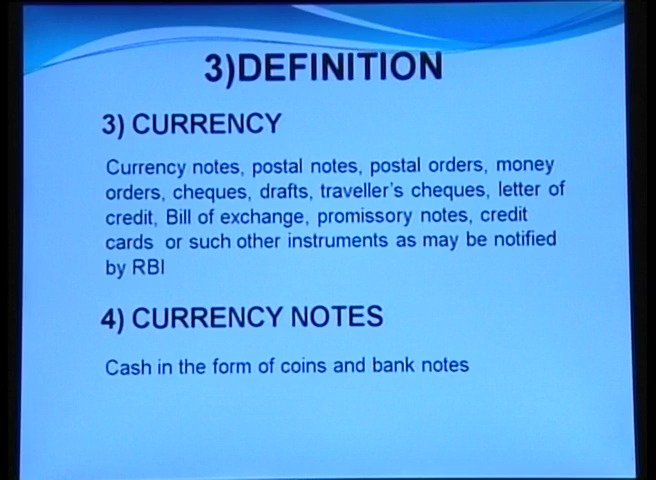 3)DEFINITION
3) CURRENCY
Currency notes, postal notes, postal orders, money
orders, cheques, drafts, traveller's cheques, letter of
credit, Bill of exchange, promissory notes, credit
cards or such other instruments as may be notified
by RBI
4) CURRENCY NOTES
Cash in the form of coins and bank notes